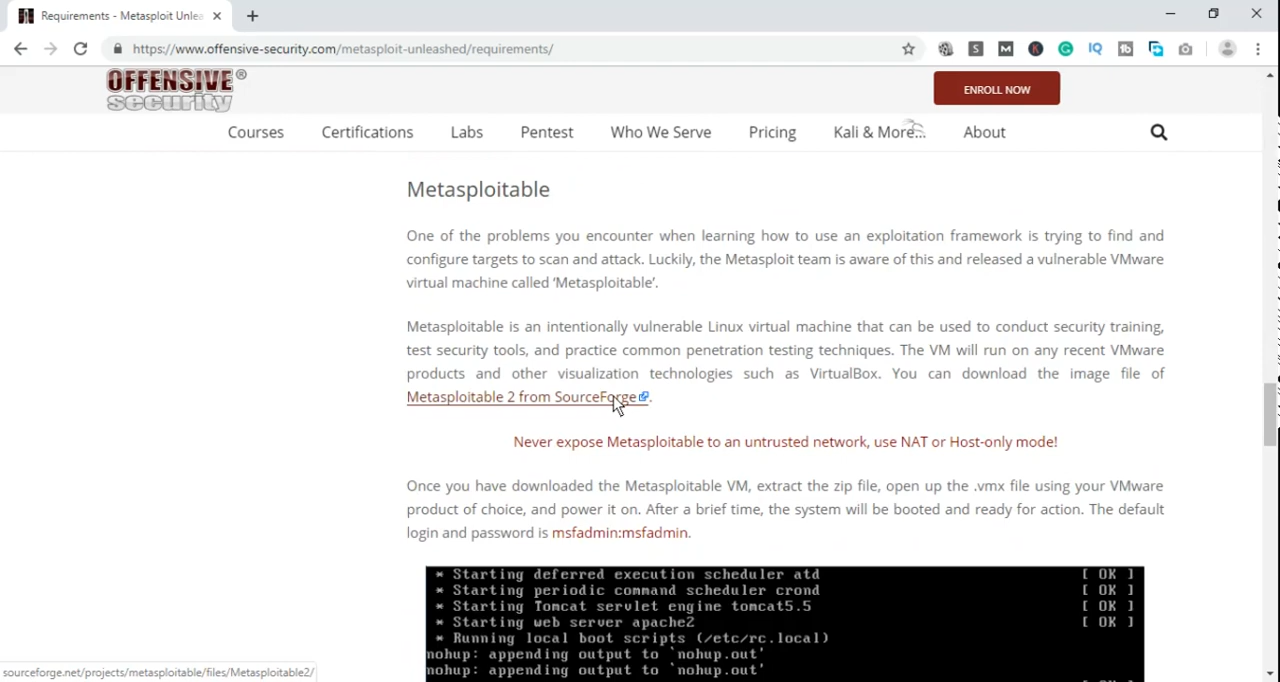 Requirements - Metasploit Unlea
https://www.offensive-security.com/metasploit-unleashed/requirements/
OFFENSIVE®
security
ENROLL NOW
Courses Certifications Labs Pentest Who We Serve Pricing Kali & More... About
Metasploitable
One of the problems you encounter when learning how to use an exploitation framework is trying to find and
configure targets to scan and attack. Luckily, the Metasploit team is aware of this and released a vulnerable VMware
virtual machine called ‘Metasploitable’.
Metasploitable is an intentionally vulnerable Linux virtual machine that can be used to conduct security training,
test security tools, and practice common penetration testing techniques. The VM will run on any recent VMware
products and other visualization technologies such as VirtualBox. You can download the image file of
Metasploitable 2 from SourceForge.
Never expose Metasploitable to an untrusted network, use NAT or Host-only mode!
Once you have downloaded the Metasploitable VM, extract the zip file, open up the .vmx file using your VMware
product of choice, and power it on. After a brief time, the system will be booted and ready for action. The default
login and password is msfadmin:msfadmin.
* Starting deferred execution scheduler atd [ OK ]
* Starting periodic command scheduler crond [ OK ]
* Starting Tomcat servlet engine tomcat5.5 [ OK ]
* Starting web server apache2 [ OK ]
* Running local boot scripts (/etc/rc.local)
nohup: appending output to `nohup.out'
nohup: appending output to `nohup.out'
sourceforge.net/projects/metasploitable/files/Metasploitable2/